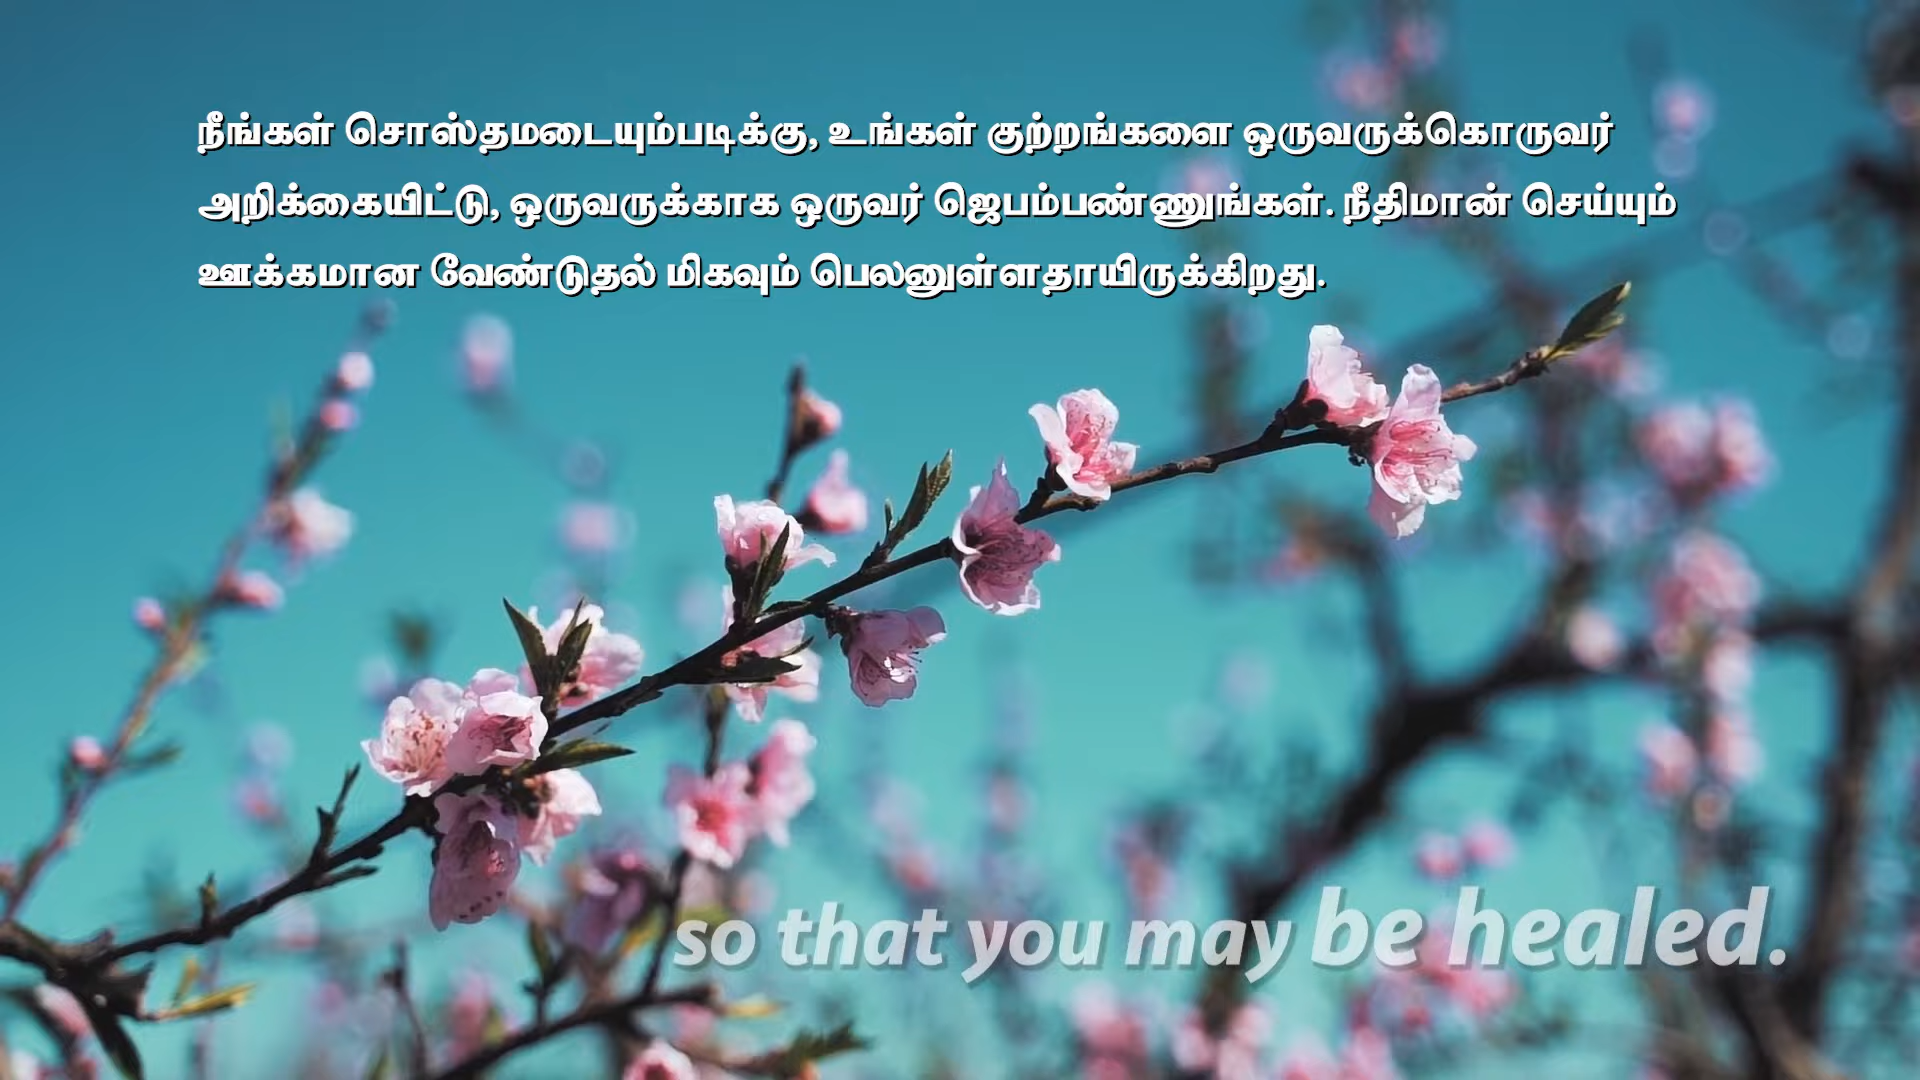 நீங்கள் சொஸ்தமடையும்படிக்கு, உங்கள் குற்றங்களை ஒருவருக்கொருவர்
அறிக்கையிட்டு, ஒருவருக்காக ஒருவர் ஜெபம்பண்ணுங்கள். நீதிமான் செய்யும்
ஊக்கமான வேண்டுதல் மிகவும் பெலனுள்ளதாயிருக்கிறது.
so that you may be healed.